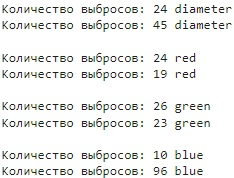 Количество выбросов: 24 diameter
Количество выбросов: 45 diameter
Количество выбросов: 24 red
Количество выбросов: 19 red
Количество выбросов: 26 green
Количество выбросов: 23 green
Количество выбросов: 10 blue
Количество выбросов: 96 blue